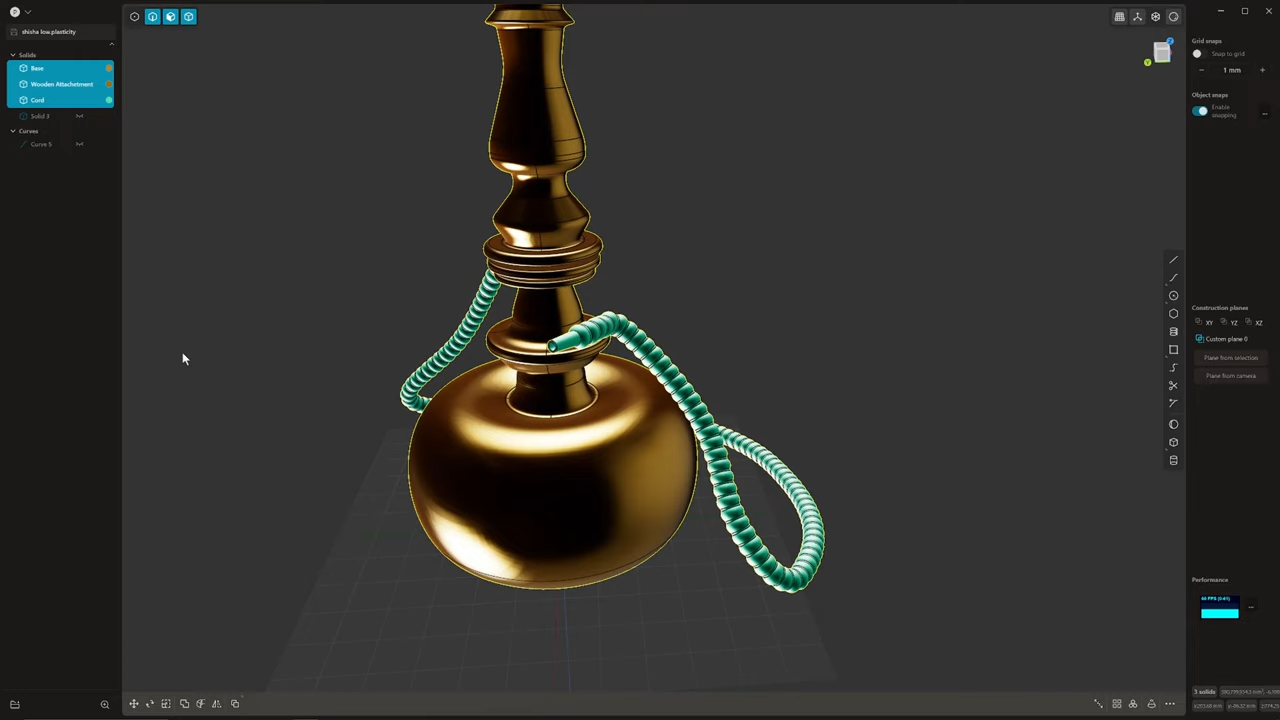 shisha low.plasticity
Solids
Base
Wooden Attachetment
Cord
Solid 3
Curves
Curve 5
Grid snaps
Snap to grid
1 mm
Object snaps
Enable snapping
Construction planes
XY YZ XZ
Custom plane 0
Plane from selection
Plane from camera
Performance
3 solids